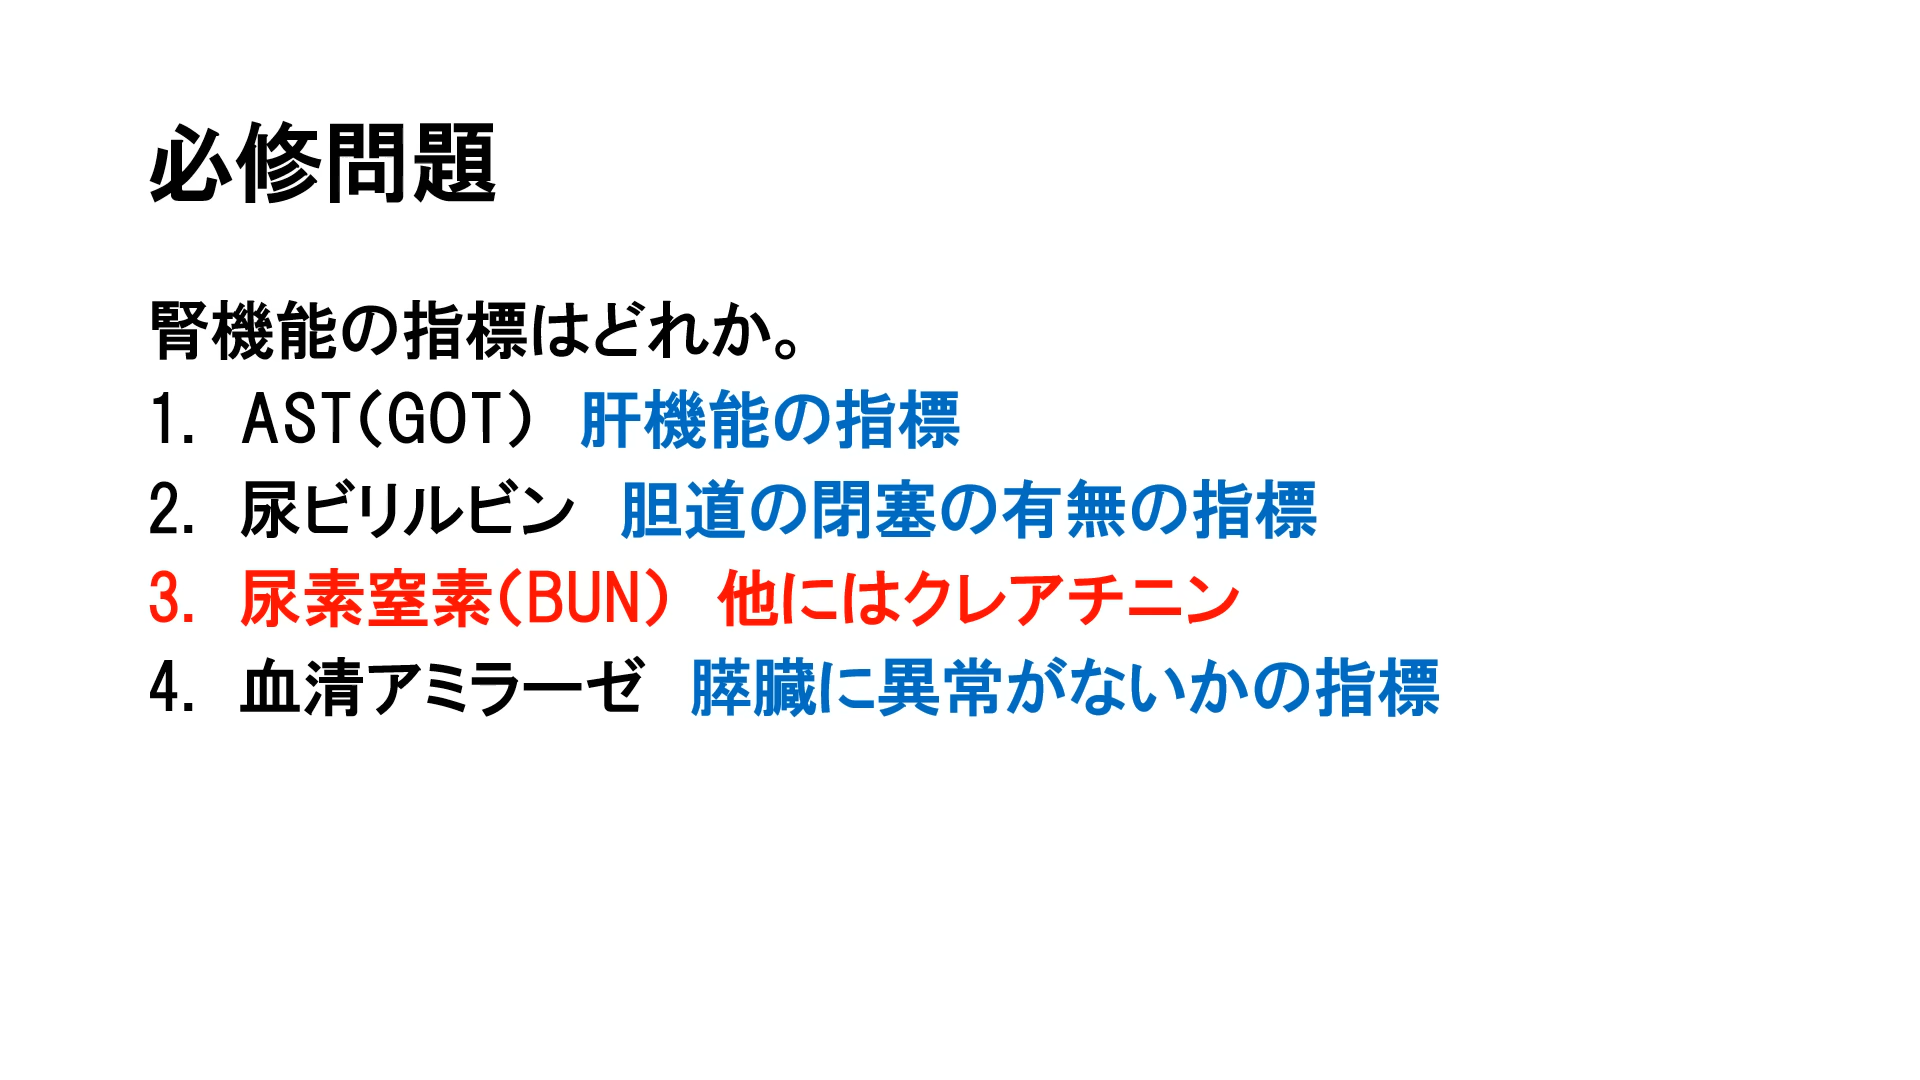 必修問題
腎機能の指標はどれか。
1. AST(GOT) 肝機能の指標
2. 尿ビリルビン 胆道の閉塞の有無の指標
3. 尿素窒素(BUN) 他にはクレアチニン
4. 血清アミラーゼ 膵臓に異常がないかの指標